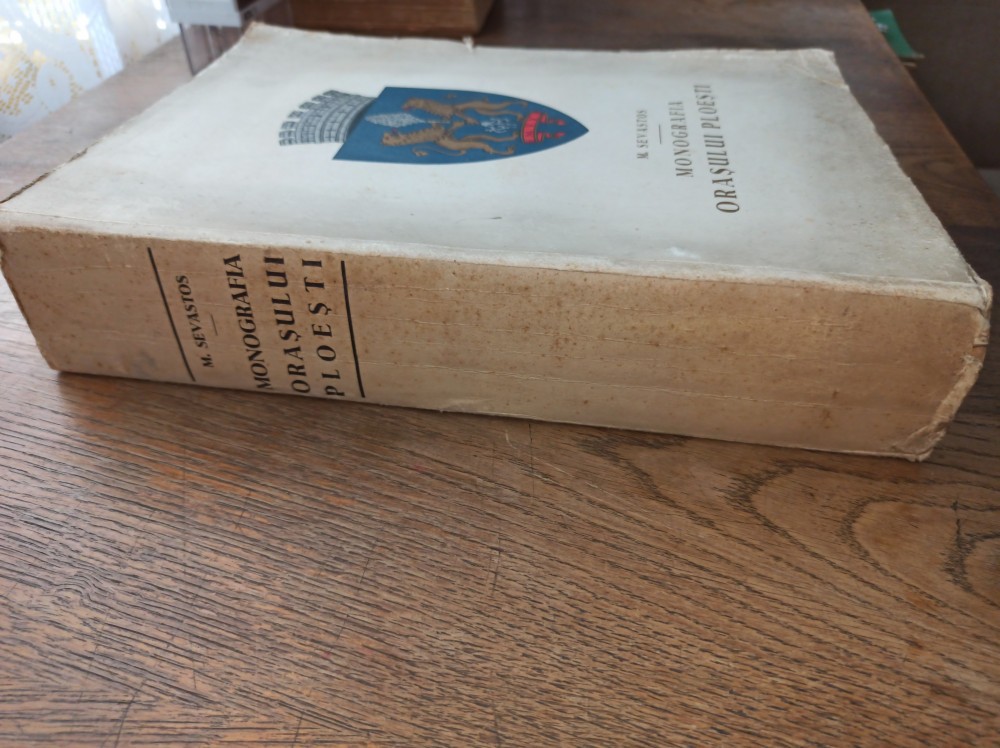 M. SEVASTOS
MONOGRAFIA
ORAȘULUI PLOEȘTI
M. SEVASTOS
MONOGRAFIA
ORAȘULUI
PLOEȘTI